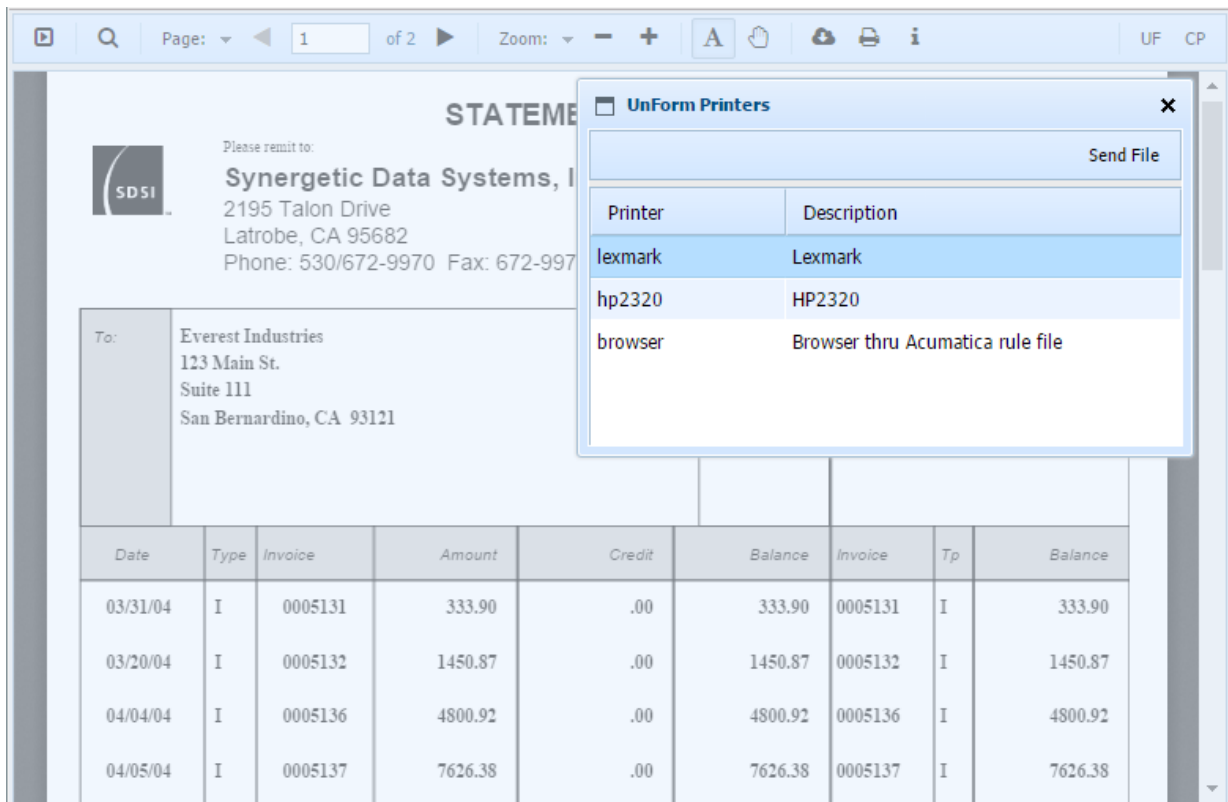 Page: 1 of 2 Zoom: A i UF CP
STATEME
Please remit to:
SDSI
Synergetic Data Systems, I
2195 Talon Drive
Latrobe, CA 95682
Phone: 530/672-9970 Fax: 672-997
UnForm Printers
Send File
Printer Description
lexmark Lexmark
hp2320 HP2320
browser Browser thru Acumatica rule file
To:
Everest Industries
123 Main St.
Suite 111
San Bernardino, CA 93121
Date Type Invoice Amount Credit Balance Invoice Tp Balance
03/31/04 I 0005131 333.90 .00 333.90 0005131 I 333.90
03/20/04 I 0005132 1450.87 .00 1450.87 0005132 I 1450.87
04/04/04 I 0005136 4800.92 .00 4800.92 0005136 I 4800.92
04/05/04 I 0005137 7626.38 .00 7626.38 0005137 I 7626.38